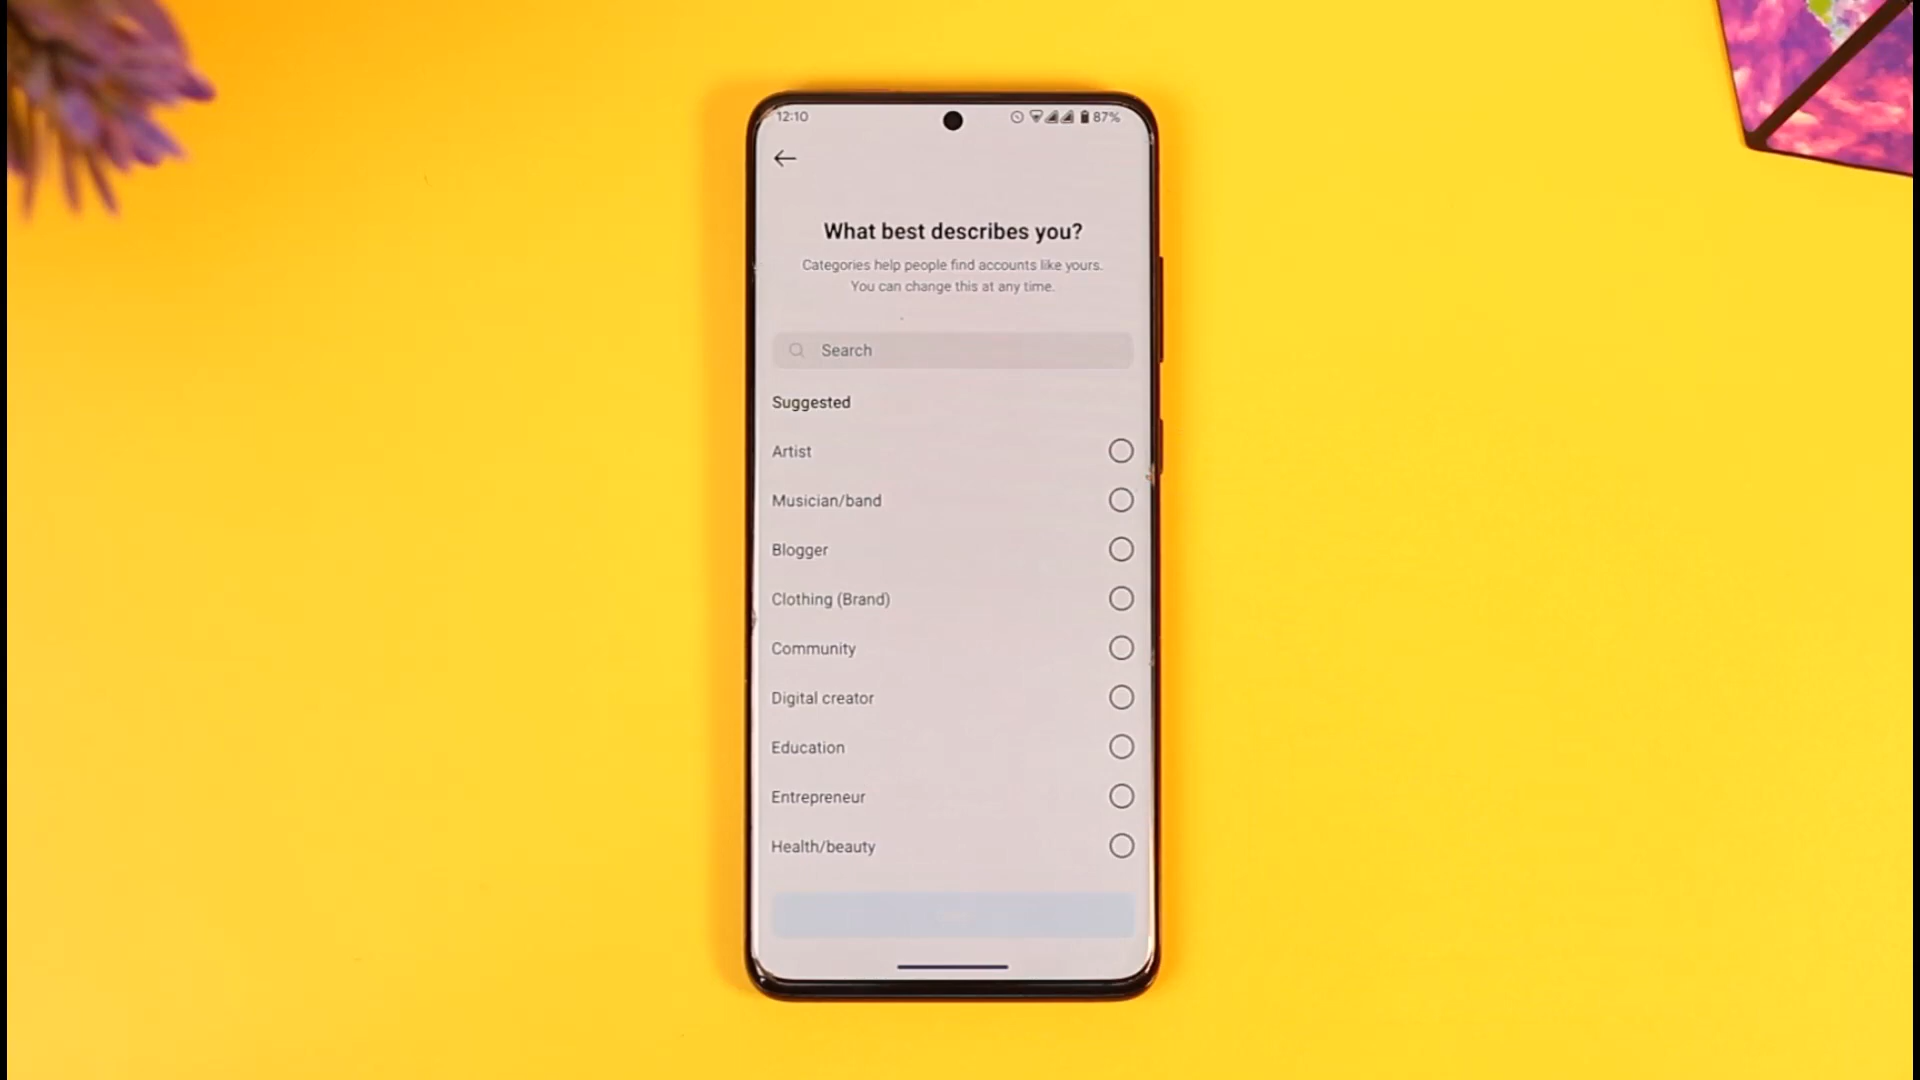 12:10
87%
What best describes you?
Categories help people find accounts like yours.
You can change this at any time.
Search
Suggested
Artist
Musician/band
Blogger
Clothing (Brand)
Community
Digital creator
Education
Entrepreneur
Health/beauty